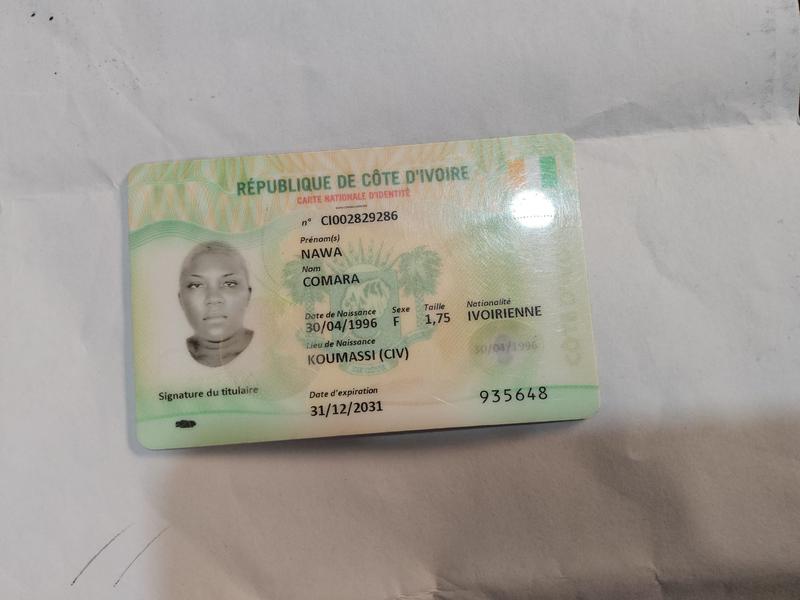 RÉPUBLIQUE DE CÔTE D'IVOIRE
CARTE NATIONALE D'IDENTITÉ
n° CI002829286
Prénom(s)
NAWA
Nom
COMARA
Date de Naissance Sexe Taille Nationalité
30/04/1996 F 1,75 IVOIRIENNE
Lieu de Naissance
KOUMASSI (CIV)
30/04/1996
Signature du titulaire
Date d'expiration
31/12/2031
935648